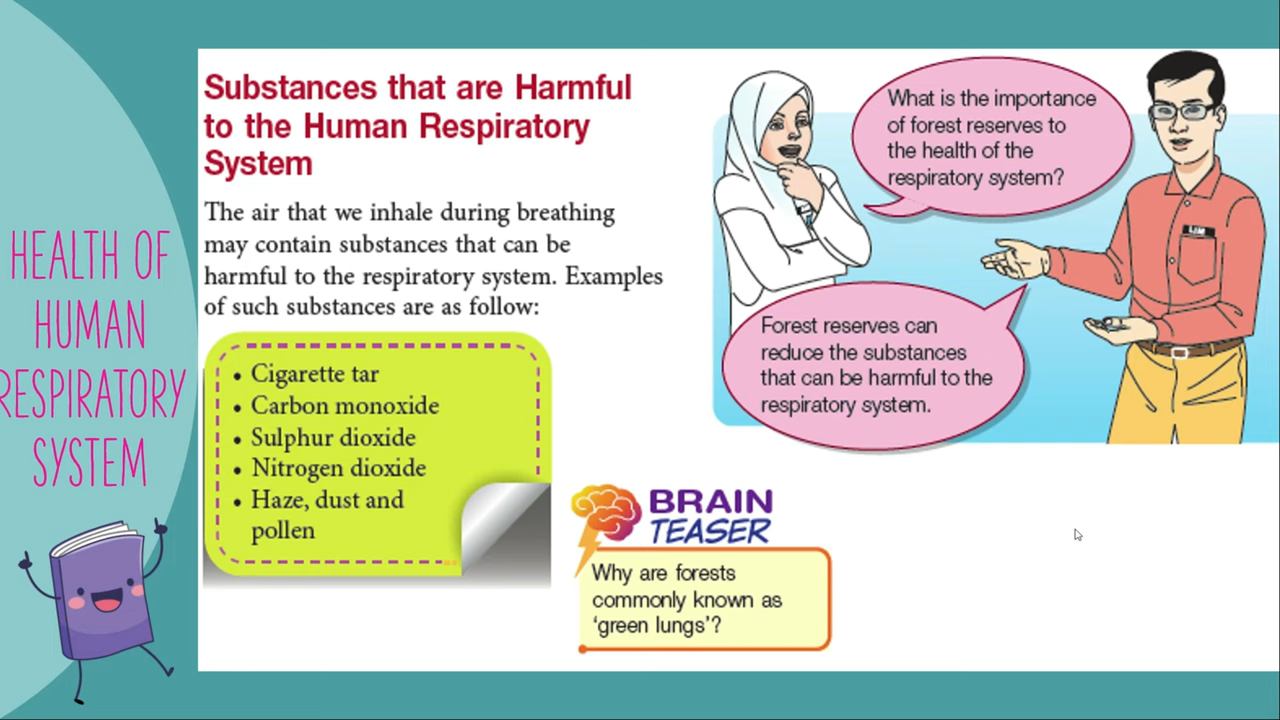 HEALTH OF
HUMAN
RESPIRATORY
SYSTEM
Substances that are Harmful
to the Human Respiratory
System
The air that we inhale during breathing
may contain substances that can be
harmful to the respiratory system. Examples
of such substances are as follow:
• Cigarette tar
• Carbon monoxide
• Sulphur dioxide
• Nitrogen dioxide
• Haze, dust and
pollen
What is the importance
of forest reserves to
the health of the
respiratory system?
LIM
Forest reserves can
reduce the substances
that can be harmful to the
respiratory system.
BRAIN
TEASER
Why are forests
commonly known as
‘green lungs’?